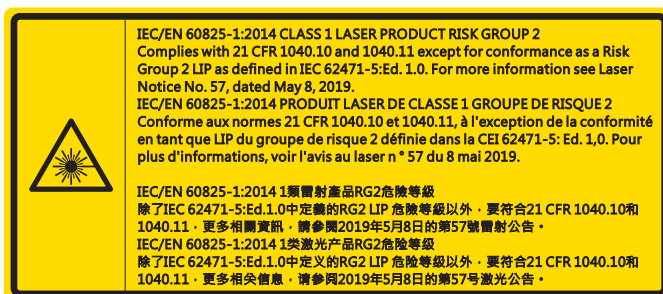 IEC/EN 60825-1:2014 CLASS 1 LASER PRODUCT RISK GROUP 2
Complies with 21 CFR 1040.10 and 1040.11 except for conformance as a Risk
Group 2 LIP as defined in IEC 62471-5:Ed. 1.0. For more information see Laser
Notice No. 57, dated May 8, 2019.
IEC/EN 60825-1:2014 PRODUIT LASER DE CLASSE 1 GROUPE DE RISQUE 2
Conforme aux normes 21 CFR 1040.10 et 1040.11, à l'exception de la conformité
en tant que LIP du groupe de risque 2 définie dans la CEI 62471-5: Ed. 1,0. Pour
plus d'informations, voir l'avis au laser n ° 57 du 8 mai 2019.
IEC/EN 60825-1:2014 1類雷射產品RG2危險等級
除了IEC 62471-5:Ed.1.0中定義的RG2 LIP 危險等級以外，要符合21 CFR 1040.10和
1040.11，更多相關資訊，請參閱2019年5月8日的第57號雷射公告。
IEC/EN 60825-1:2014 1类激光产品RG2危险等级
除了IEC 62471-5:Ed.1.0中定义的RG2 LIP 危险等级以外，要符合21 CFR 1040.10和
1040.11，更多相关信息，请参阅2019年5月8日的第57号激光公告。